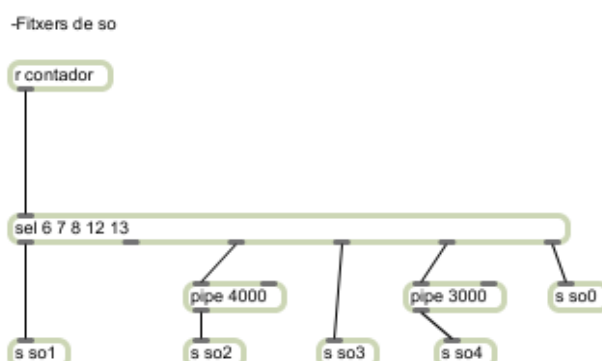 -Fitxers de so
r contador
sel 6 7 8 12 13
pipe 4000
pipe 3000
s so0
s so1
s so2
s so3
s so4